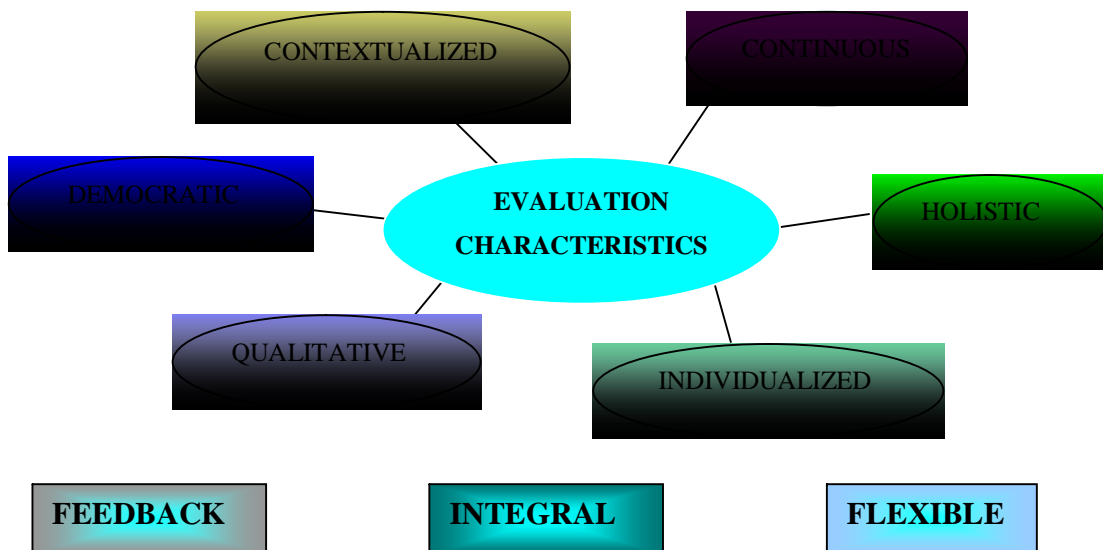 CONTEXTUALIZED
CONTINUOUS
DEMOCRATIC
EVALUATION
CHARACTERISTICS
HOLISTIC
QUALITATIVE
INDIVIDUALIZED
FEEDBACK
INTEGRAL
FLEXIBLE